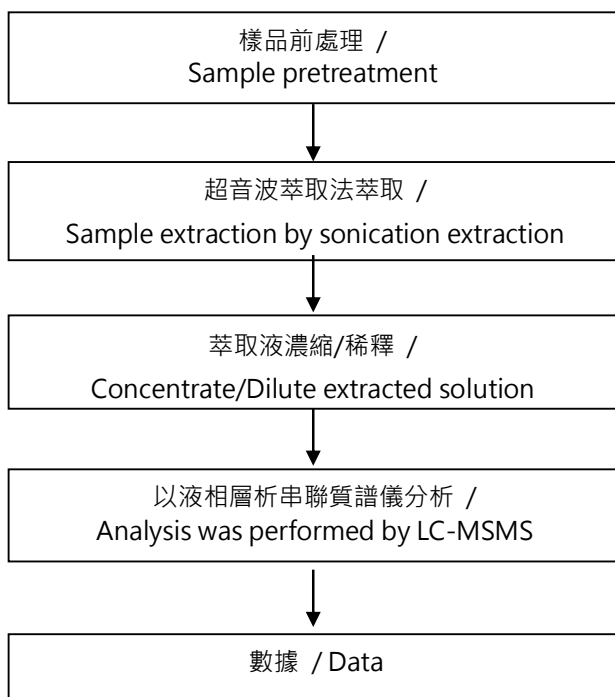 樣品前處理 /
Sample pretreatment
超音波萃取法萃取 /
Sample extraction by sonication extraction
萃取液濃縮/稀釋 /
Concentrate/Dilute extracted solution
以液相層析串聯質譜儀分析 /
Analysis was performed by LC-MSMS
數據 / Data